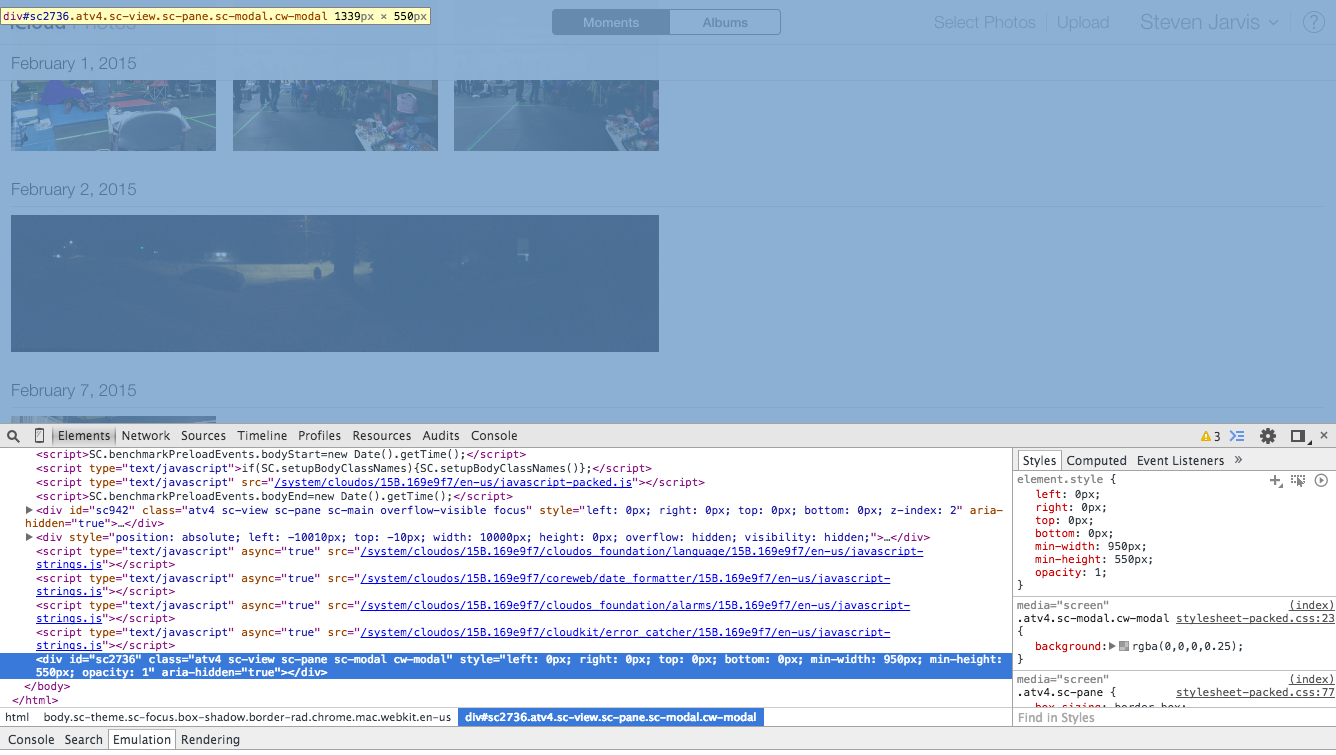 div#sc2736.atv4.sc-view.sc-pane.sc-modal.cw-modal 1339px × 550px
iCloud Photos
Moments Albums
Select Photos Upload Steven Jarvis ?
February 1, 2015
February 2, 2015
February 7, 2015
Elements Network Sources Timeline Profiles Resources Audits Console 3
<script>SC.benchmarkPreloadEvents.bodyStart=new Date().getTime();</script>
<script type="text/javascript">if(SC.setupBodyClassNames){SC.setupBodyClassNames()};</script>
<script type="text/javascript" src="/system/cloudos/15B.169e9f7/en-us/javascript-packed.js"></script>
<script>SC.benchmarkPreloadEvents.bodyEnd=new Date().getTime();</script>
<div id="sc942" class="atv4 sc-view sc-pane sc-main overflow-visible focus" style="left: 0px; right: 0px; top: 0px; bottom: 0px; z-index: 2" aria-
hidden="true">…</div>
<div style="position: absolute; left: -10010px; top: -10px; width: 10000px; height: 0px; overflow: hidden; visibility: hidden;">…</div>
<script type="text/javascript" async="true" src="/system/cloudos/15B.169e9f7/cloudos_foundation/language/15B.169e9f7/en-us/javascript-
strings.js"></script>
<script type="text/javascript" async="true" src="/system/cloudos/15B.169e9f7/coreweb/date_formatter/15B.169e9f7/en-us/javascript-
strings.js"></script>
<script type="text/javascript" async="true" src="/system/cloudos/15B.169e9f7/cloudos_foundation/alarms/15B.169e9f7/en-us/javascript-
strings.js"></script>
<script type="text/javascript" async="true" src="/system/cloudos/15B.169e9f7/cloudkit/error_catcher/15B.169e9f7/en-us/javascript-
strings.js"></script>
<div id="sc2736" class="atv4 sc-view sc-pane sc-modal cw-modal" style="left: 0px; right: 0px; top: 0px; bottom: 0px; min-width: 950px; min-height:
550px; opacity: 1" aria-hidden="true"></div>
</body>
</html>
html body.sc-theme.sc-focus.box-shadow.border-rad.chrome.mac.webkit.en-us div#sc2736.atv4.sc-view.sc-pane.sc-modal.cw-modal
Styles Computed Event Listeners »
element.style {
left: 0px;
right: 0px;
top: 0px;
bottom: 0px;
min-width: 950px;
min-height: 550px;
opacity: 1;
}
media="screen" (index)
.atv4.sc-modal.cw-modal stylesheet-packed.css:23
{
background: rgba(0,0,0,0.25);
}
media="screen" (index)
.atv4.sc-pane { stylesheet-packed.css:77
box-sizing: border-box;
Find in Styles
Console Search Emulation Rendering